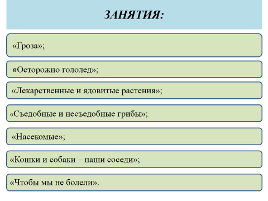 ЗАНЯТИЯ:
«Гроза»;
«Осторожно гололед»;
«Лекарственные и ядовитые растения»;
«Съедобные и несъедобные грибы»;
«Насекомые»;
«Кошки и собаки – наши соседи»;
«Чтобы мы не болели».